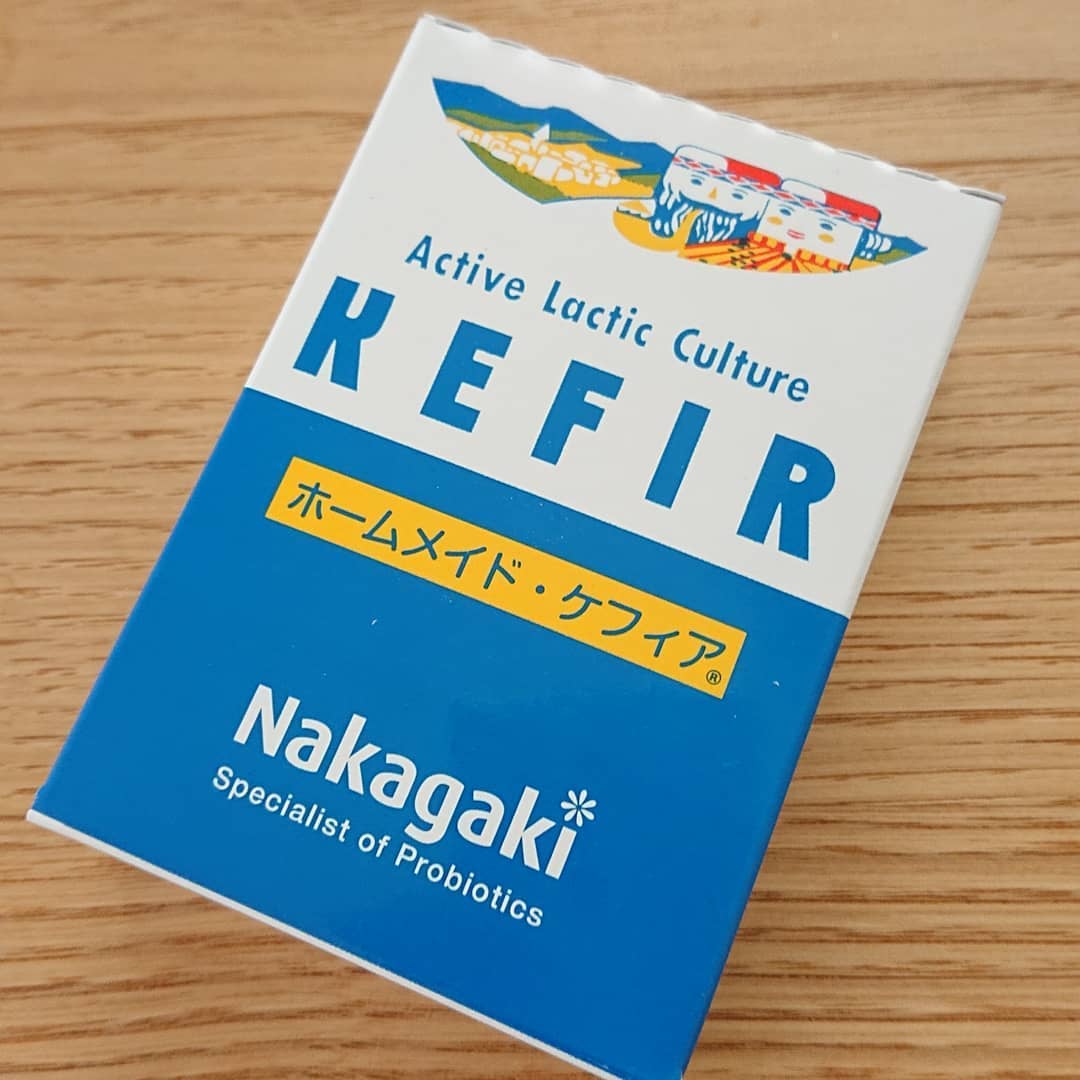 Active Lactic Culture
KEFIR
ホームメイド・ケフィア®
Nakagaki
Specialist of Probiotics